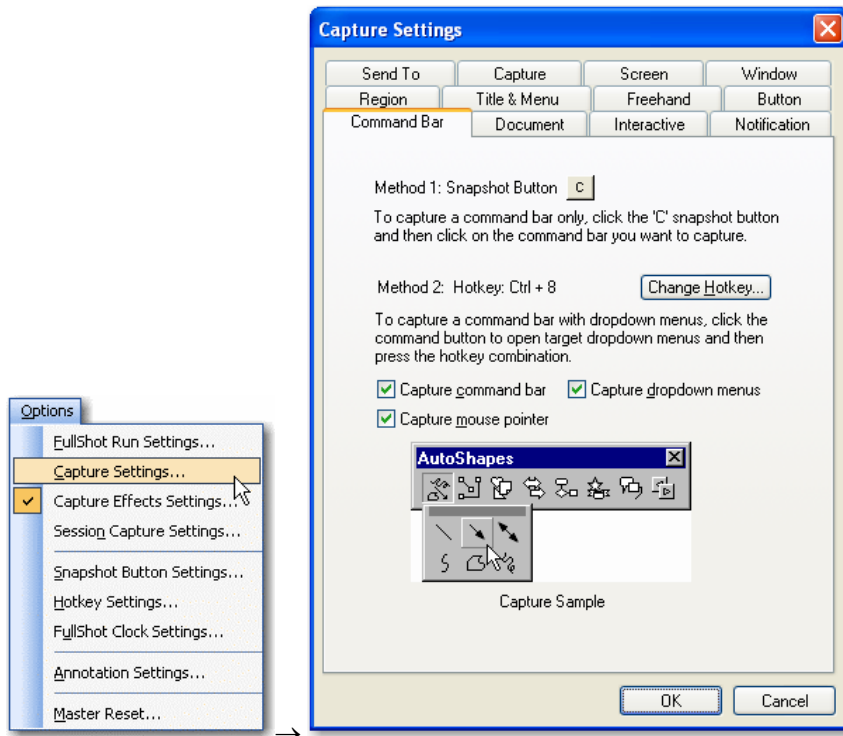 Options
FullShot Run Settings...
Capture Settings...
Capture Effects Settings...
Session Capture Settings...
Snapshot Button Settings...
Hotkey Settings...
FullShot Clock Settings...
Annotation Settings...
Master Reset...
→
Capture Settings
Send To Capture Screen Window
Region Title & Menu Freehand Button
Command Bar Document Interactive Notification
Method 1: Snapshot Button C
To capture a command bar only, click the 'C' snapshot button
and then click on the command bar you want to capture.
Method 2: Hotkey: Ctrl + 8 Change Hotkey...
To capture a command bar with dropdown menus, click the
command button to open target dropdown menus and then
press the hotkey combination.
Capture command bar Capture dropdown menus
Capture mouse pointer
AutoShapes
Capture Sample
OK Cancel